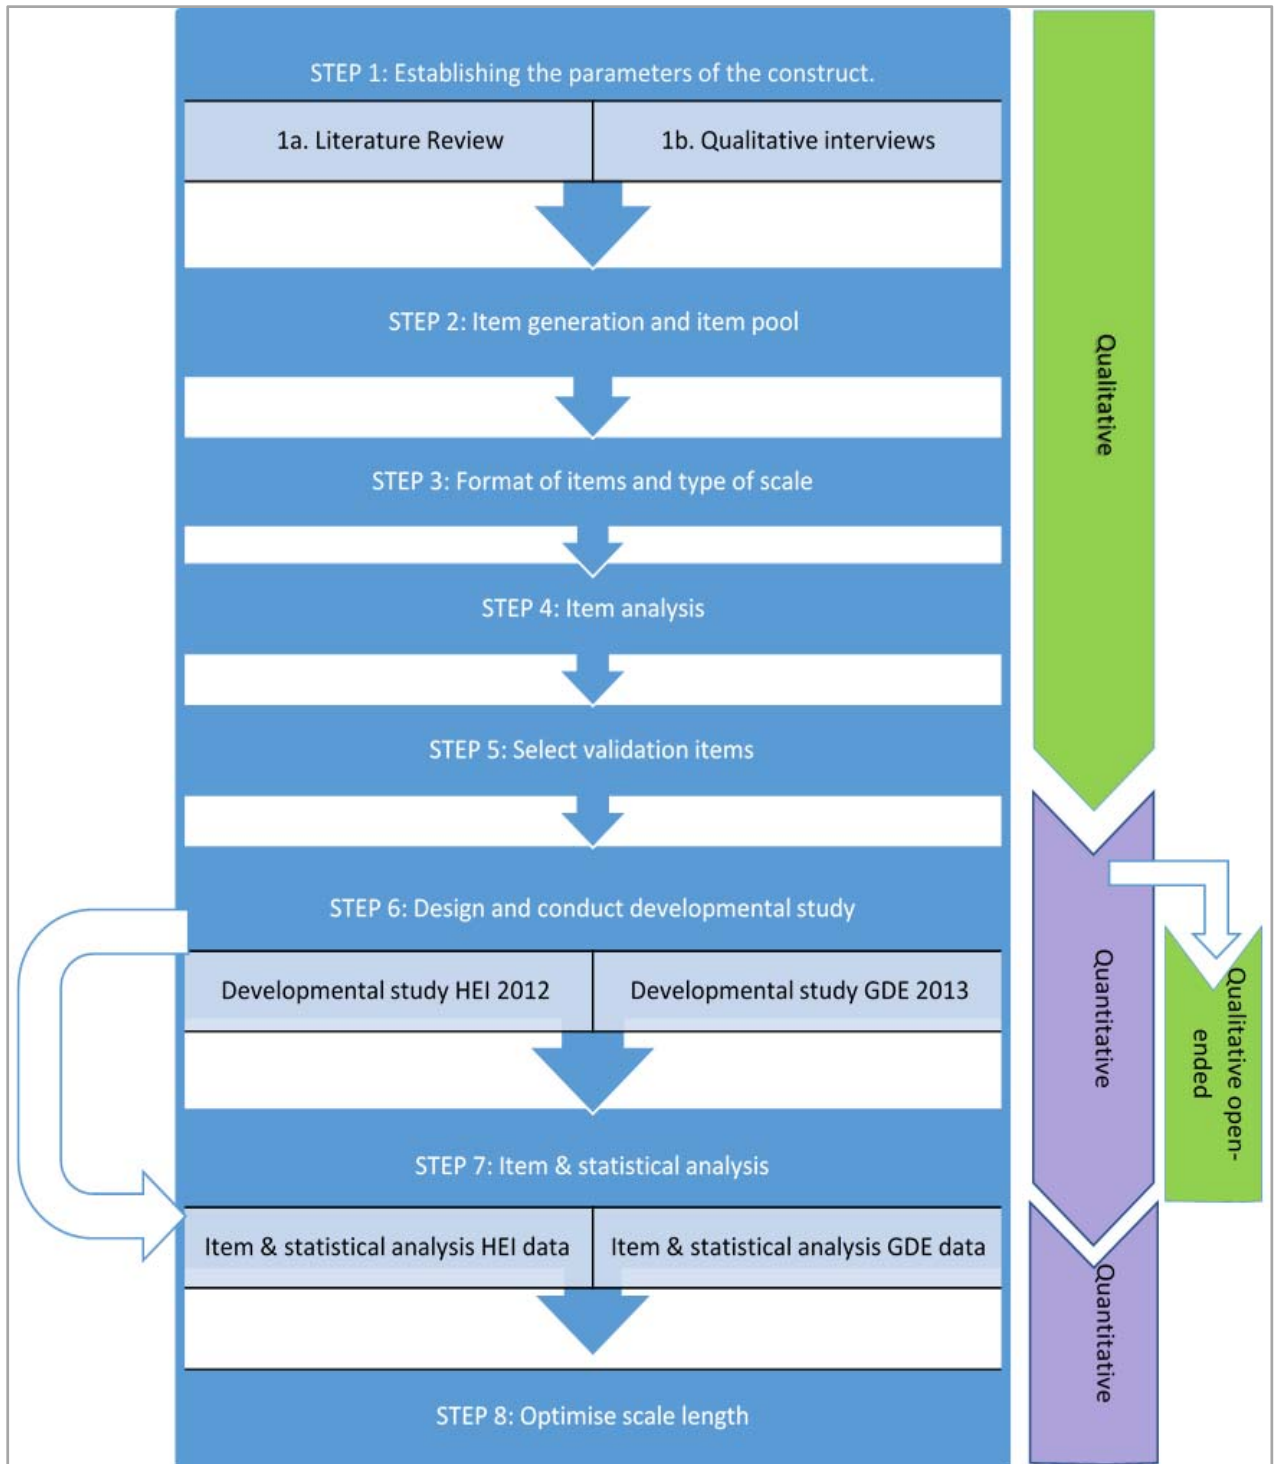 STEP 1: Establishing the parameters of the construct.
1a. Literature Review
1b. Qualitative interviews
STEP 2: Item generation and item pool
STEP 3: Format of items and type of scale
STEP 4: Item analysis
STEP 5: Select validation items
STEP 6: Design and conduct developmental study
Developmental study HEI 2012
Developmental study GDE 2013
STEP 7: Item & statistical analysis
Item & statistical analysis HEI data
Item & statistical analysis GDE data
STEP 8: Optimise scale length
Qualitative
Quantitative
Qualitative open-
ended
Quantitative